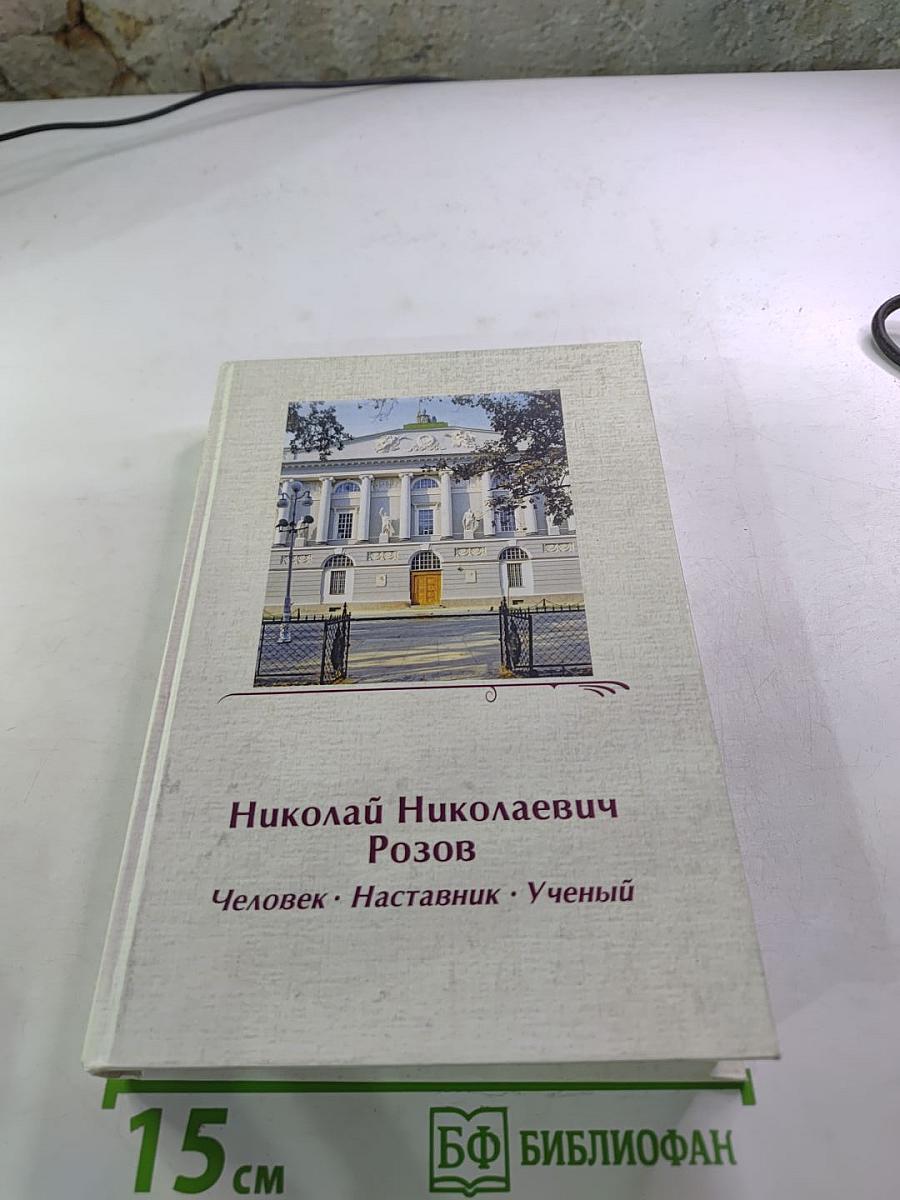 Николай Николаевич
Розов
Человек · Наставник · Ученый
15 см
БФ БИБЛИОФАН